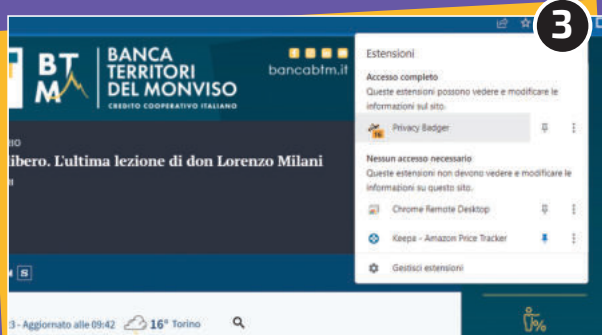 3
BTM
BANCA
TERRITORI
DEL MONVISO
CREDITO COOPERATIVO ITALIANO
bancabtm.it
ibero. L'ultima lezione di don Lorenzo Milani
S
3 - Aggiornato alle 09:42 16° Torino
%
Estensioni
Accesso completo
Queste estensioni possono vedere e modificare le
informazioni sul sito.
16
Privacy Badger
Nessun accesso necessario
Queste estensioni non devono vedere e modificare le
informazioni su questo sito.
Chrome Remote Desktop
Keepa - Amazon Price Tracker
Gestisci estensioni